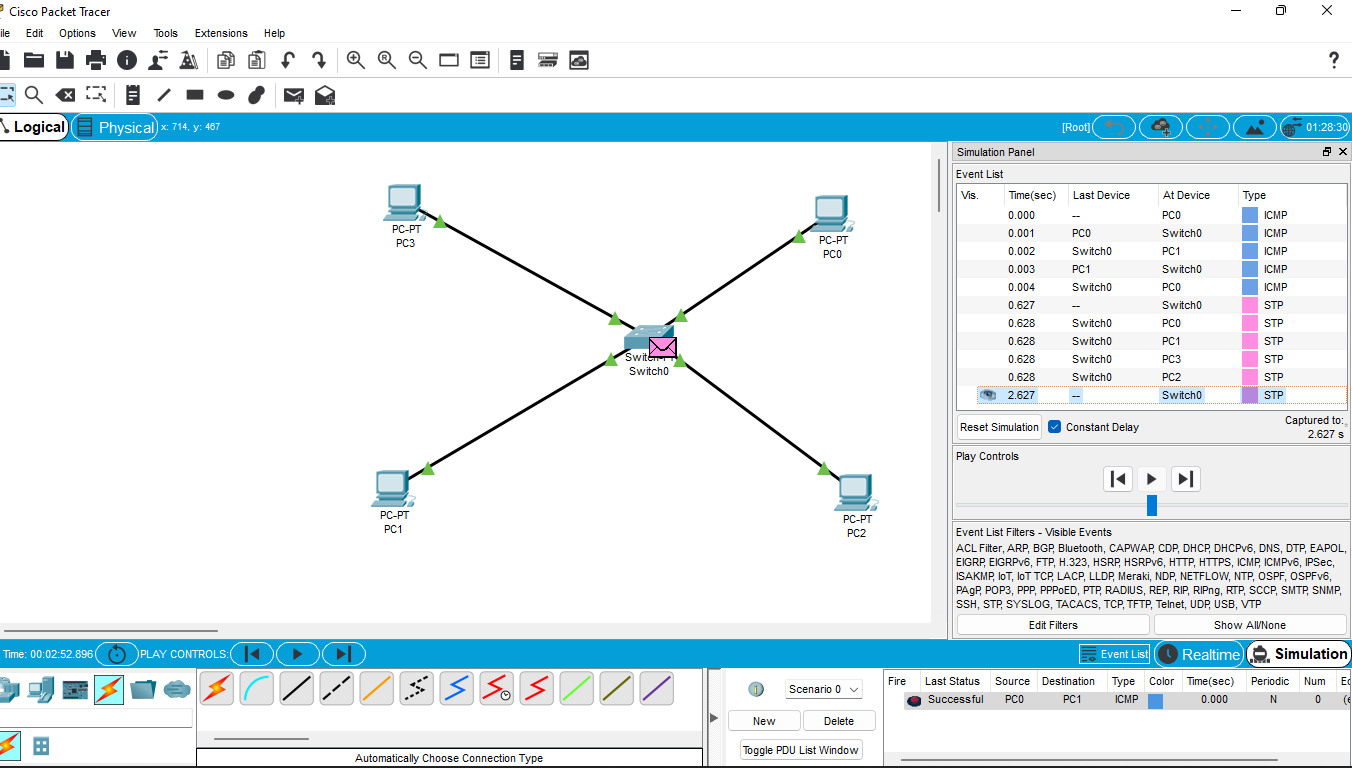 Cisco Packet Tracer
ile Edit Options View Tools Extensions Help
R
?
Logical Physical x: 714, y: 467 [Root] 01:28:30
Simulation Panel
Event List
Vis. Time(sec) Last Device At Device Type
0.000 -- PC0 ICMP
0.001 PC0 Switch0 ICMP
0.002 Switch0 PC1 ICMP
0.003 PC1 Switch0 ICMP
0.004 Switch0 PC0 ICMP
0.627 -- Switch0 STP
0.628 Switch0 PC0 STP
0.628 Switch0 PC1 STP
0.628 Switch0 PC3 STP
0.628 Switch0 PC2 STP
2.627 -- Switch0 STP
Reset Simulation Constant Delay Captured to:
2.627 s
Play Controls
Event List Filters - Visible Events
ACL Filter, ARP, BGP, Bluetooth, CAPWAP, CDP, DHCP, DHCPv6, DNS, DTP, EAPOL,
EIGRP, EIGRPv6, FTP, H.323, HSRP, HSRPv6, HTTP, HTTPS, ICMP, ICMPv6, IPSec,
ISAKMP, IoT, IoT TCP, LACP, LLDP, Meraki, NDP, NETFLOW, NTP, OSPF, OSPFv6,
PAgP, POP3, PPP, PPPoED, PTP, RADIUS, REP, RIP, RIPng, RTP, SCCP, SMTP, SNMP,
SSH, STP, SYSLOG, TACACS, TCP, TFTP, Telnet, UDP, USB, VTP
Edit Filters Show All/None
PC-PT
PC3
PC-PT
PC0
Switch0
PC-PT
PC1
PC-PT
PC2
Time: 00:02:52.896 PLAY CONTROLS: Event List Realtime Simulation
Automatically Choose Connection Type
Scenario 0
New Delete
Toggle PDU List Window
Fire Last Status Source Destination Type Color Time(sec) Periodic Num
Successful PC0 PC1 ICMP 0.000 N 0